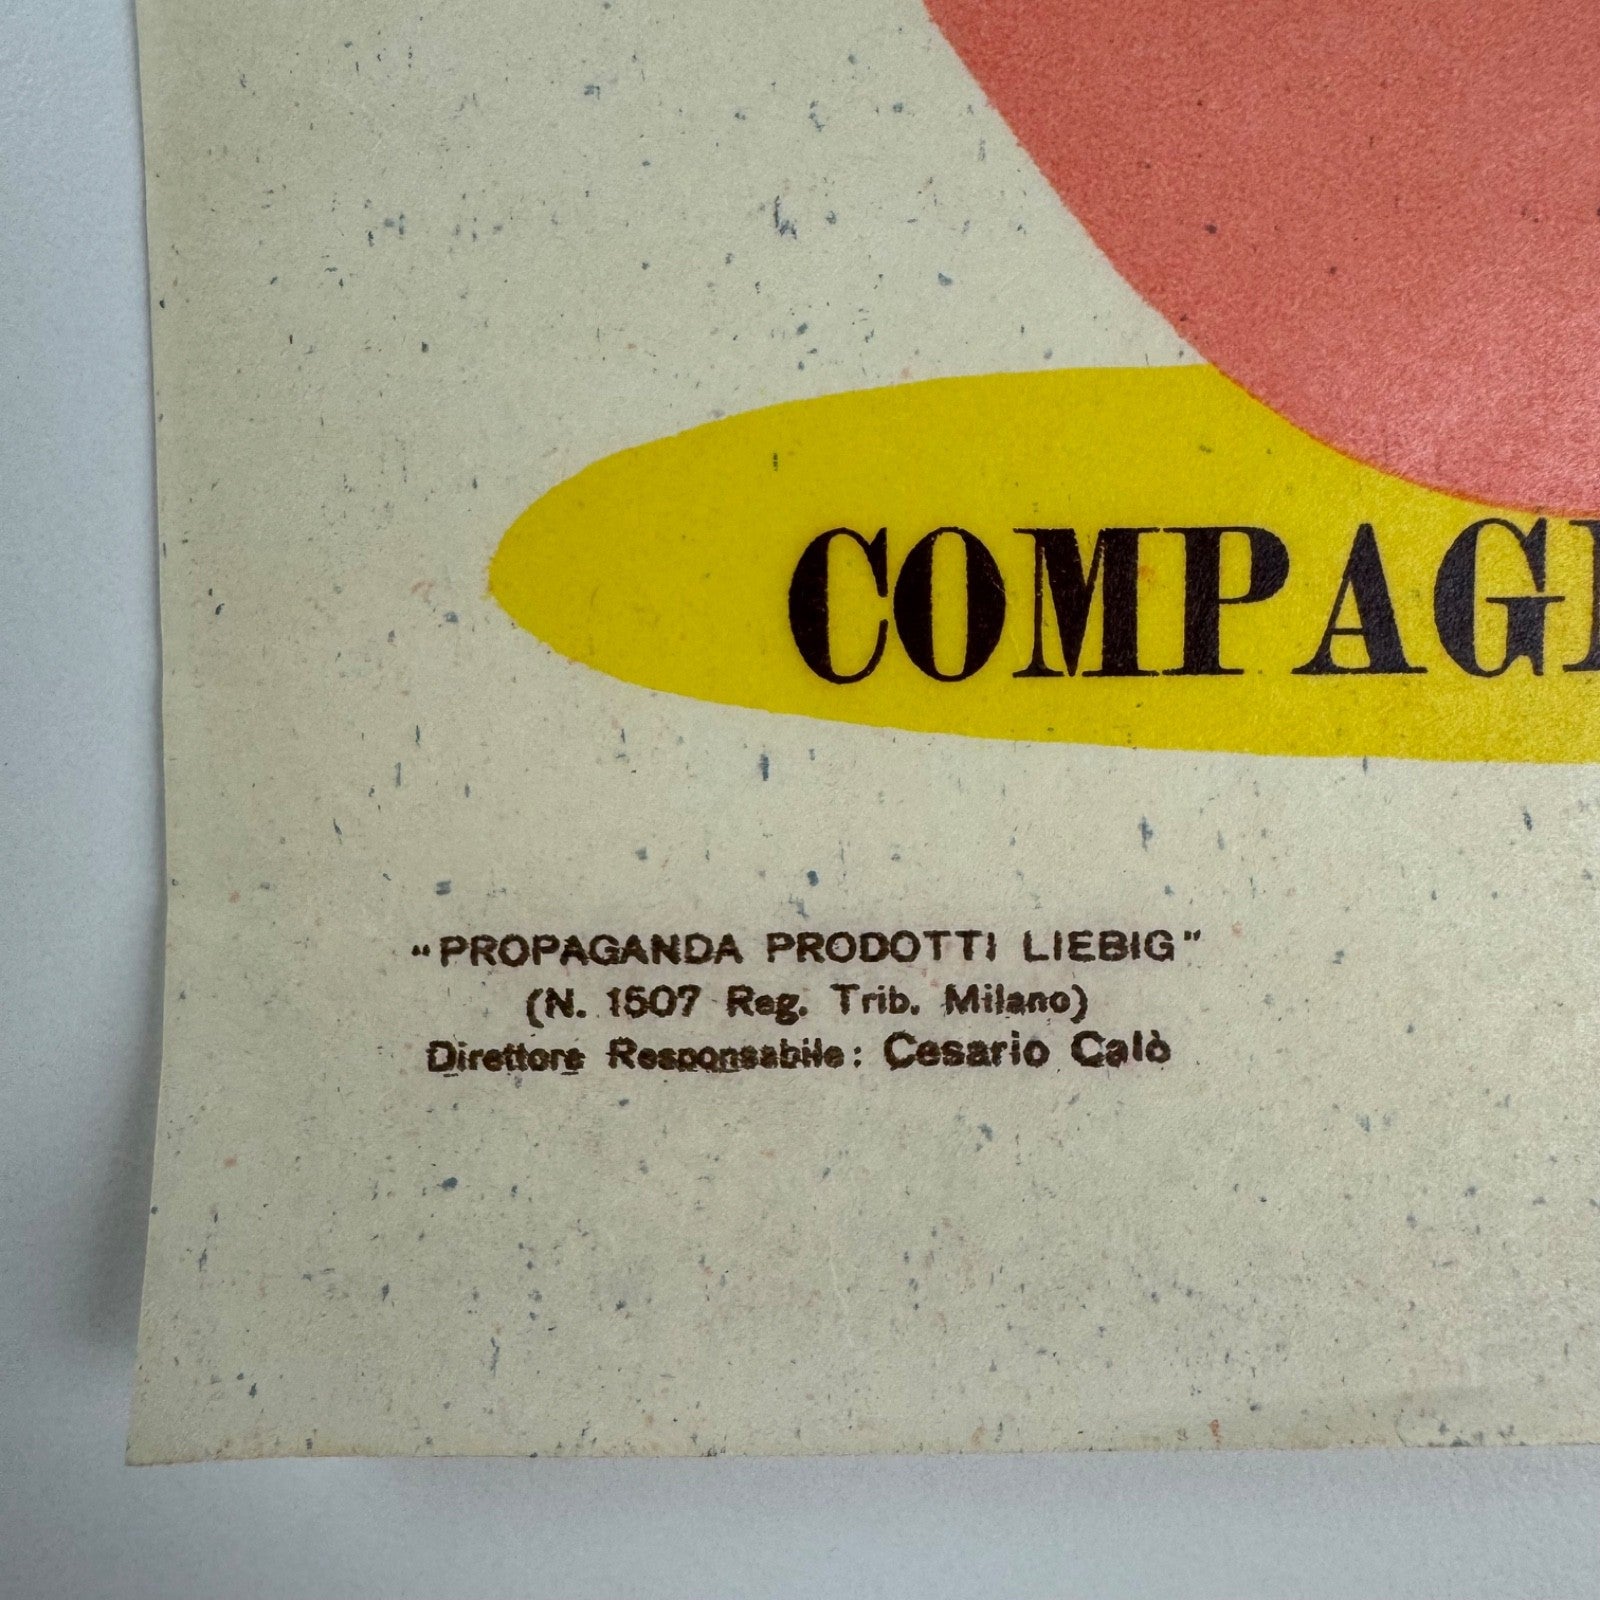 COMPAG
"PROPAGANDA PRODOTTI LIEBIG"
(N. 1507 Reg. Trib. Milano)
Direttore Responsabile: Cesario Calò